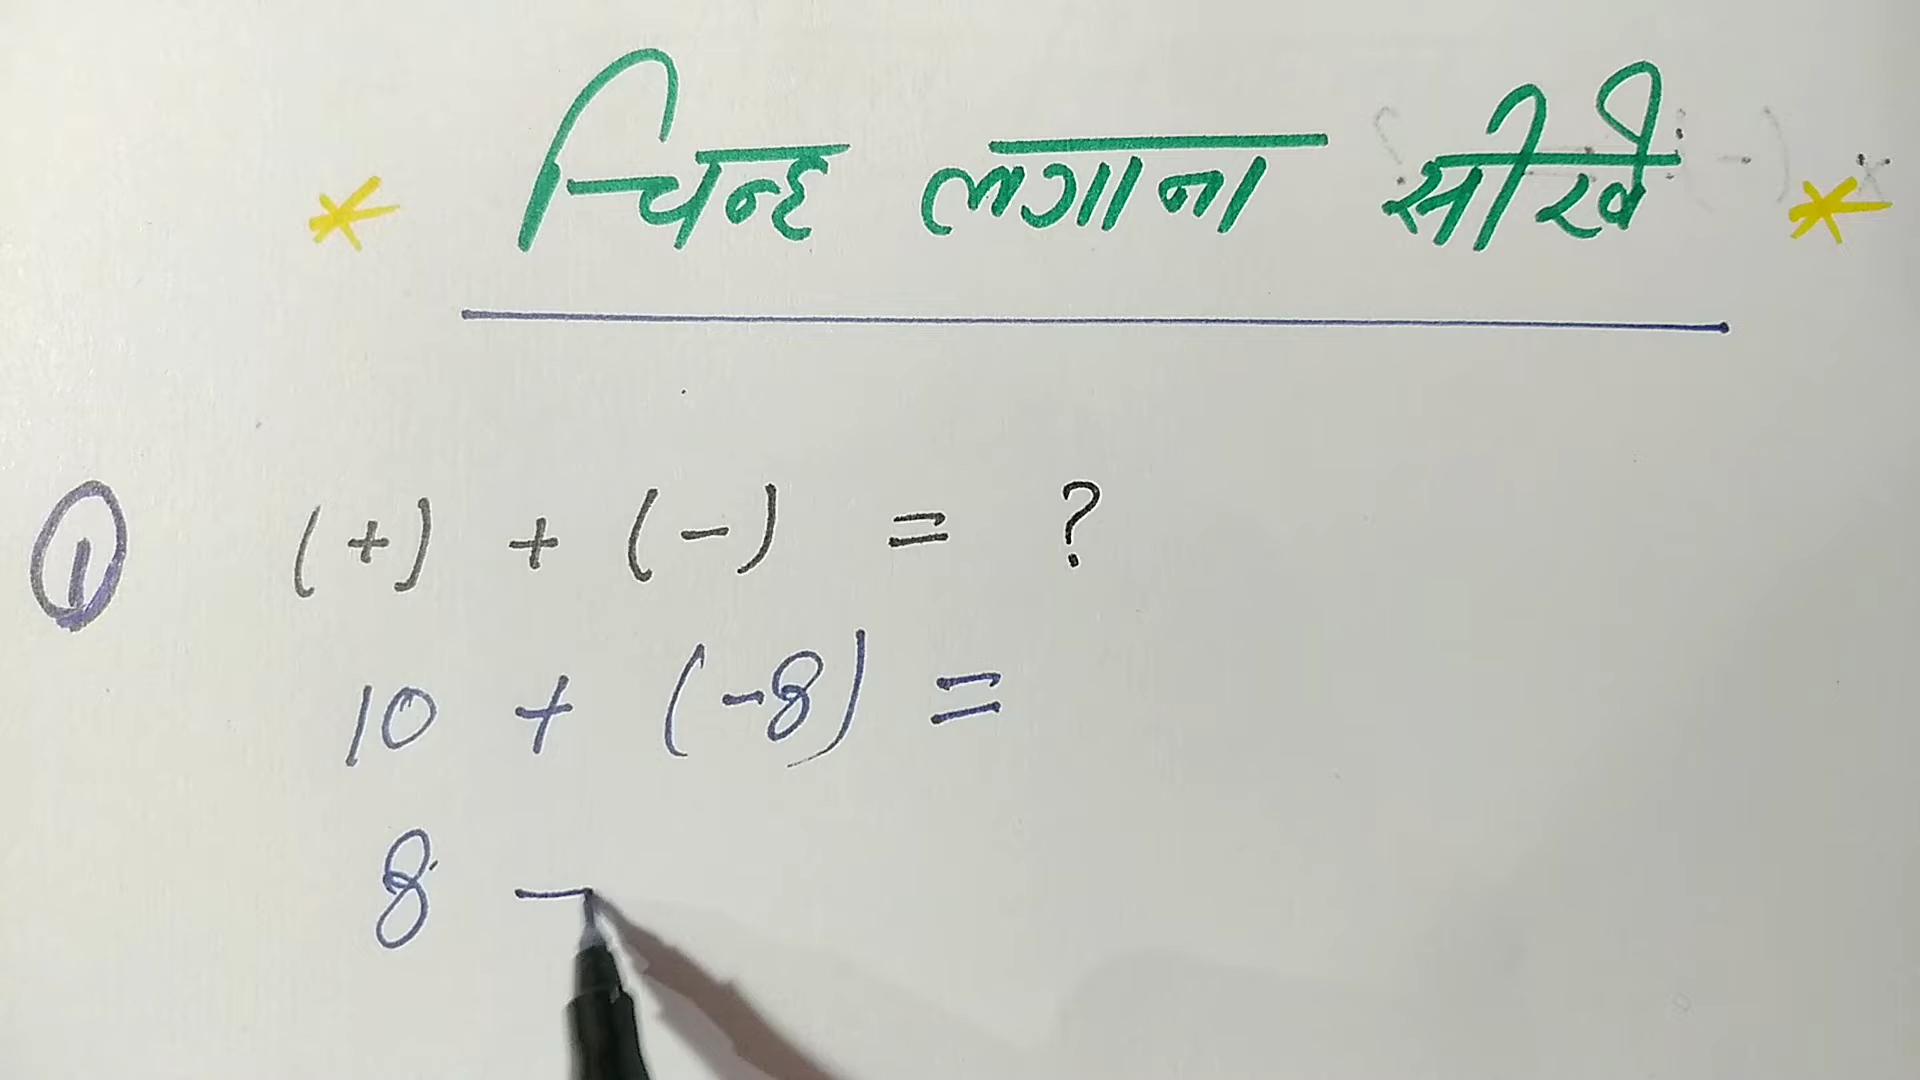 * चिन्ह लगाना सीखे *
1 (+) + (-) = ?
10 + (-8) =
8 —